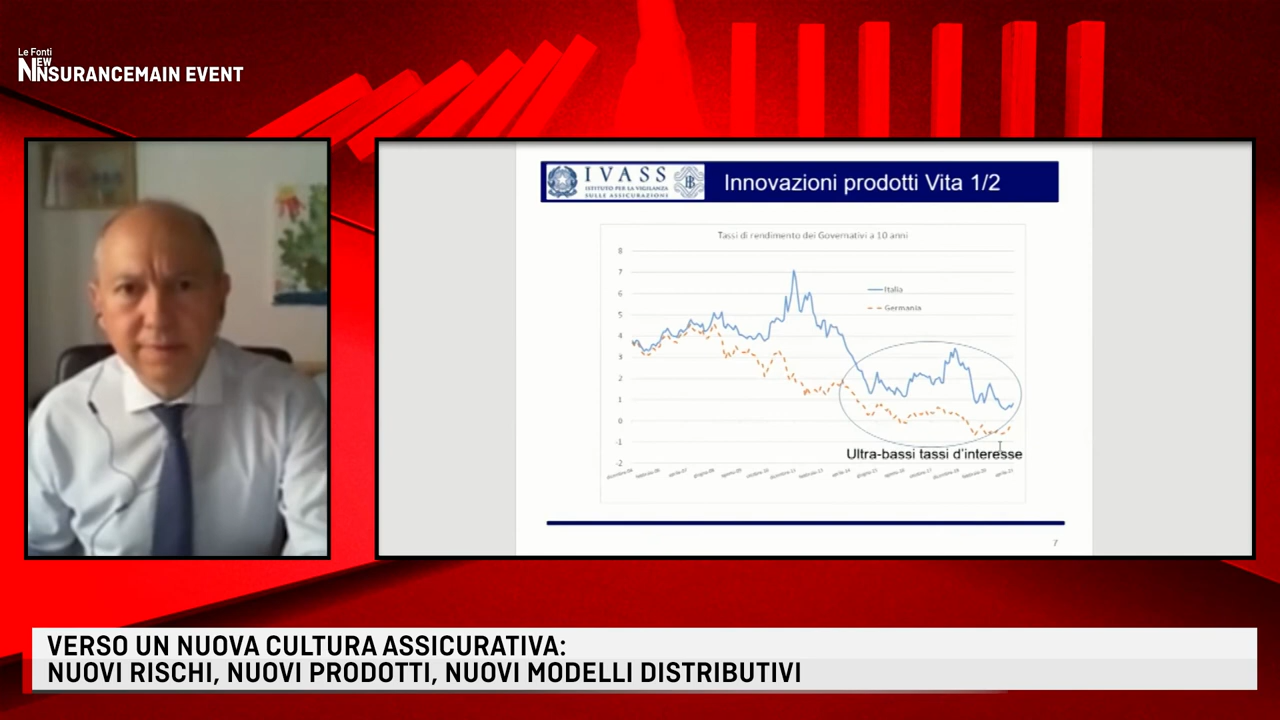 Le Fonti
NEW
INSURANCE MAIN EVENT
IVASS
ISTITUTO PER LA VIGILANZA
SULLE ASSICURAZIONI
Innovazioni prodotti Vita 1/2
Tassi di rendimento dei Governativi a 10 anni
8
7
6
5
4
3
2
1
0
-1
-2
Italia
Germania
Ultra-bassi tassi d'interesse
7
VERSO UN NUOVA CULTURA ASSICURATIVA:
NUOVI RISCHI, NUOVI PRODOTTI, NUOVI MODELLI DISTRIBUTIVI